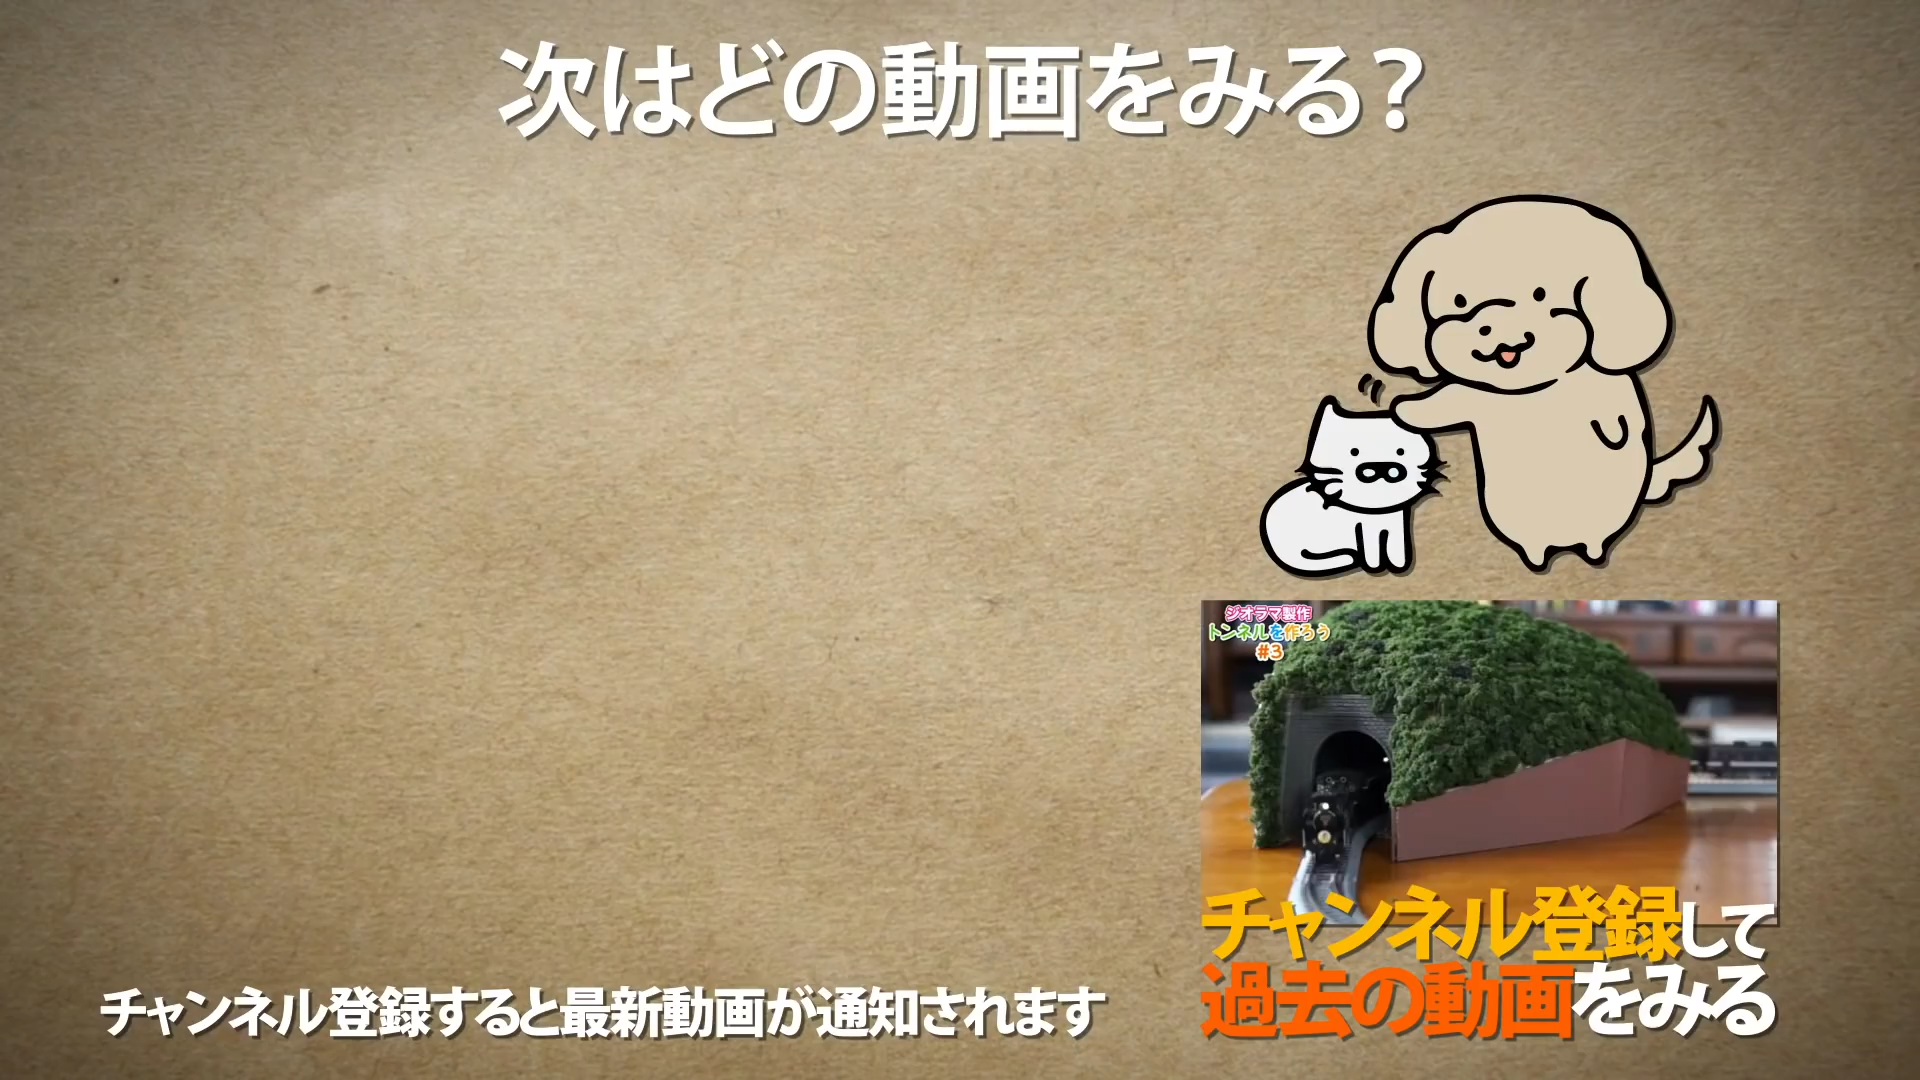 次はどの動画をみる？
ジオラマ製作
トンネルを作ろう
#3
チャンネル登録して
過去の動画をみる
チャンネル登録すると最新動画が通知されます